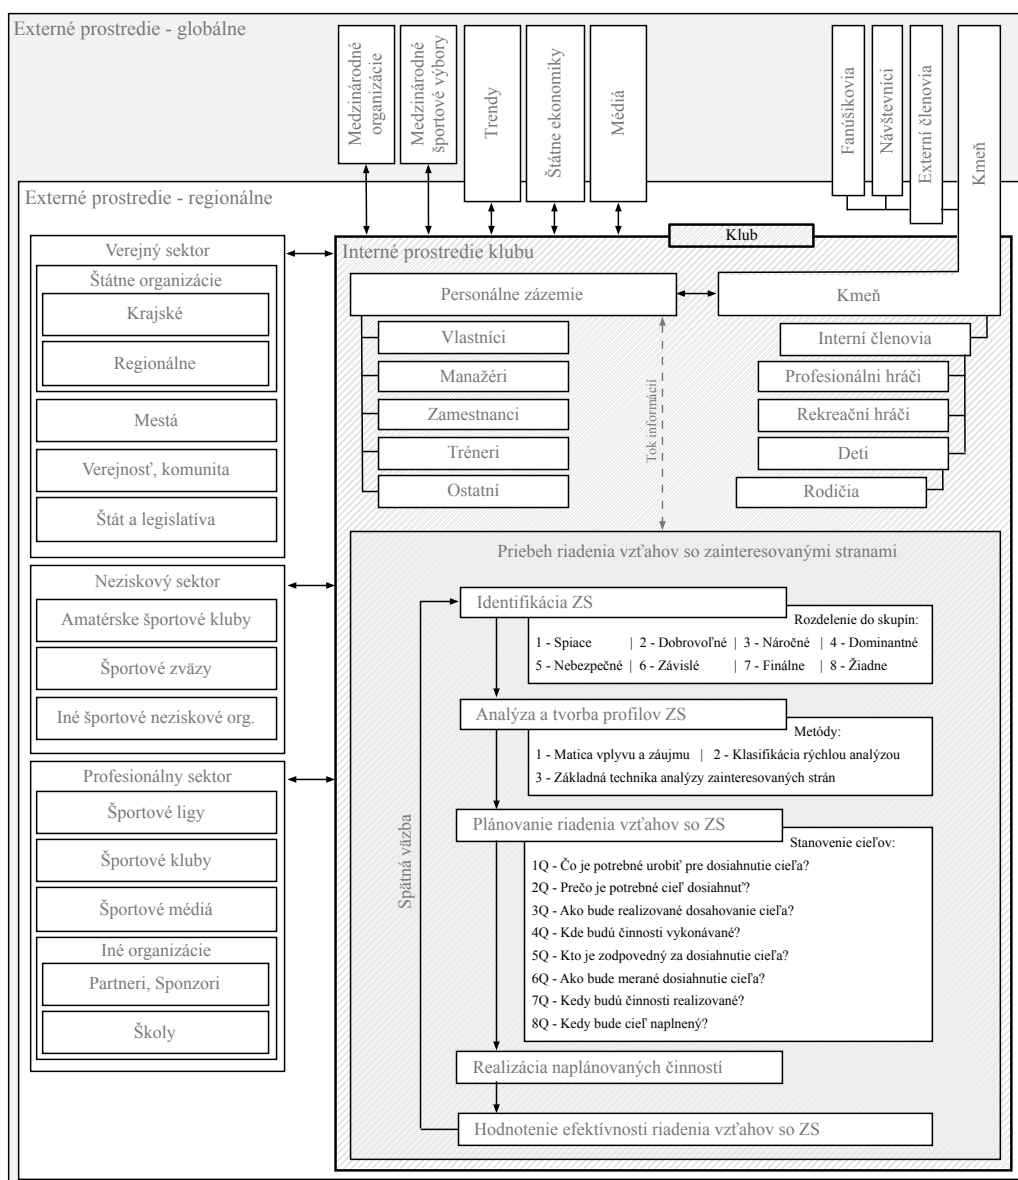 Externé prostredie - globálne
Medzinárodné
organizácie
Medzinárodné
športové výbory
Trendy
Štátne ekonomiky
Médiá
Fanúšikovia
Návštevníci
Externí členovia
Kmeň
Externé prostredie - regionálne
Verejný sektor
Štátne organizácie
Krajské
Regionálne
Mestá
Verejnosť, komunita
Štát a legislatíva
Neziskový sektor
Amatérske športové kluby
Športové zväzy
Iné športové neziskové org.
Profesionálny sektor
Športové ligy
Športové kluby
Športové médiá
Iné organizácie
Partneri, Sponzori
Školy
Klub
Interné prostredie klubu
Personálne zázemie
Vlastníci
Manažéri
Zamestnanci
Tréneri
Ostatní
Tok informácií
Kmeň
Interní členovia
Profesionálni hráči
Rekreační hráči
Deti
Rodičia
Priebeh riadenia vzťahov so zainteresovanými stranami
Spätná väzba
Identifikácia ZS
Rozdelenie do skupín:
1 - Spiace | 2 - Dobrovoľné | 3 - Náročné | 4 - Dominantné
5 - Nebezpečné | 6 - Závislé | 7 - Finálne | 8 - Žiadne
Analýza a tvorba profilov ZS
Metódy:
1 - Matica vplyvu a záujmu | 2 - Klasifikácia rýchlou analýzou
3 - Základná technika analýzy zainteresovaných strán
Plánovanie riadenia vzťahov so ZS
Stanovenie cieľov:
1Q - Čo je potrebné urobiť pre dosiahnutie cieľa?
2Q - Prečo je potrebné cieľ dosiahnuť?
3Q - Ako bude realizované dosahovanie cieľa?
4Q - Kde budú činnosti vykonávané?
5Q - Kto je zodpovedný za dosiahnutie cieľa?
6Q - Ako bude merané dosiahnutie cieľa?
7Q - Kedy budú činnosti realizované?
8Q - Kedy bude cieľ naplnený?
Realizácia naplánovaných činností
Hodnotenie efektívnosti riadenia vzťahov so ZS